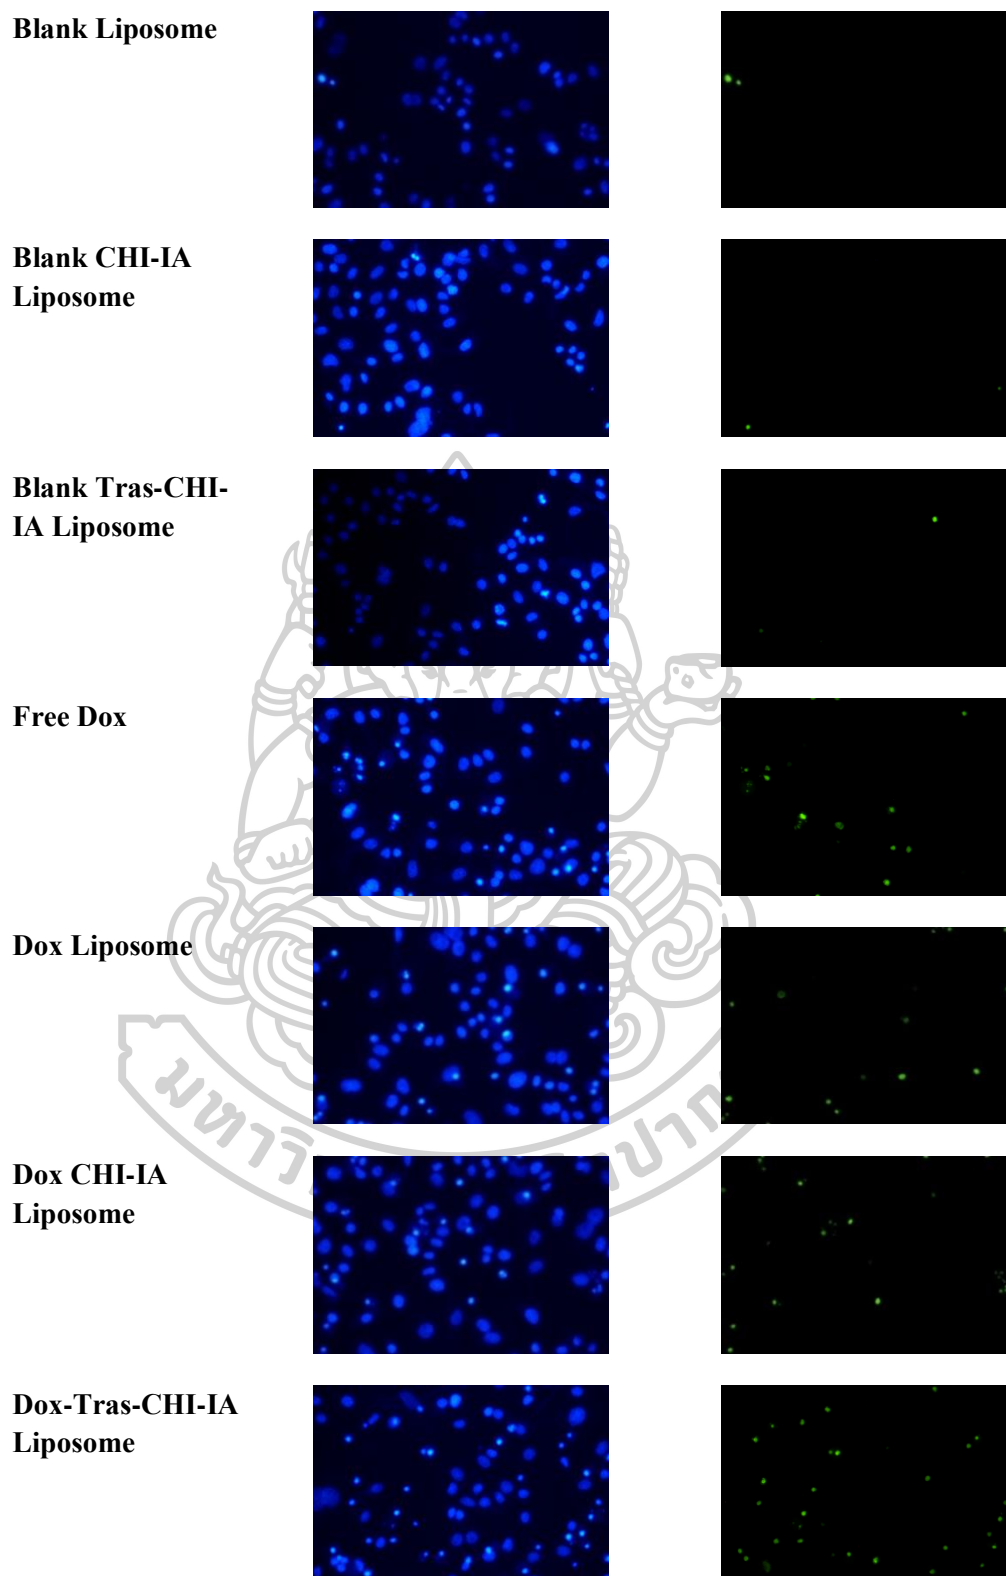 Blank Liposome
Blank CHI-IA
Liposome
Blank Tras-CHI-
IA Liposome
Free Dox
Dox Liposome
Dox CHI-IA
Liposome
Dox-Tras-CHI-IA
Liposome